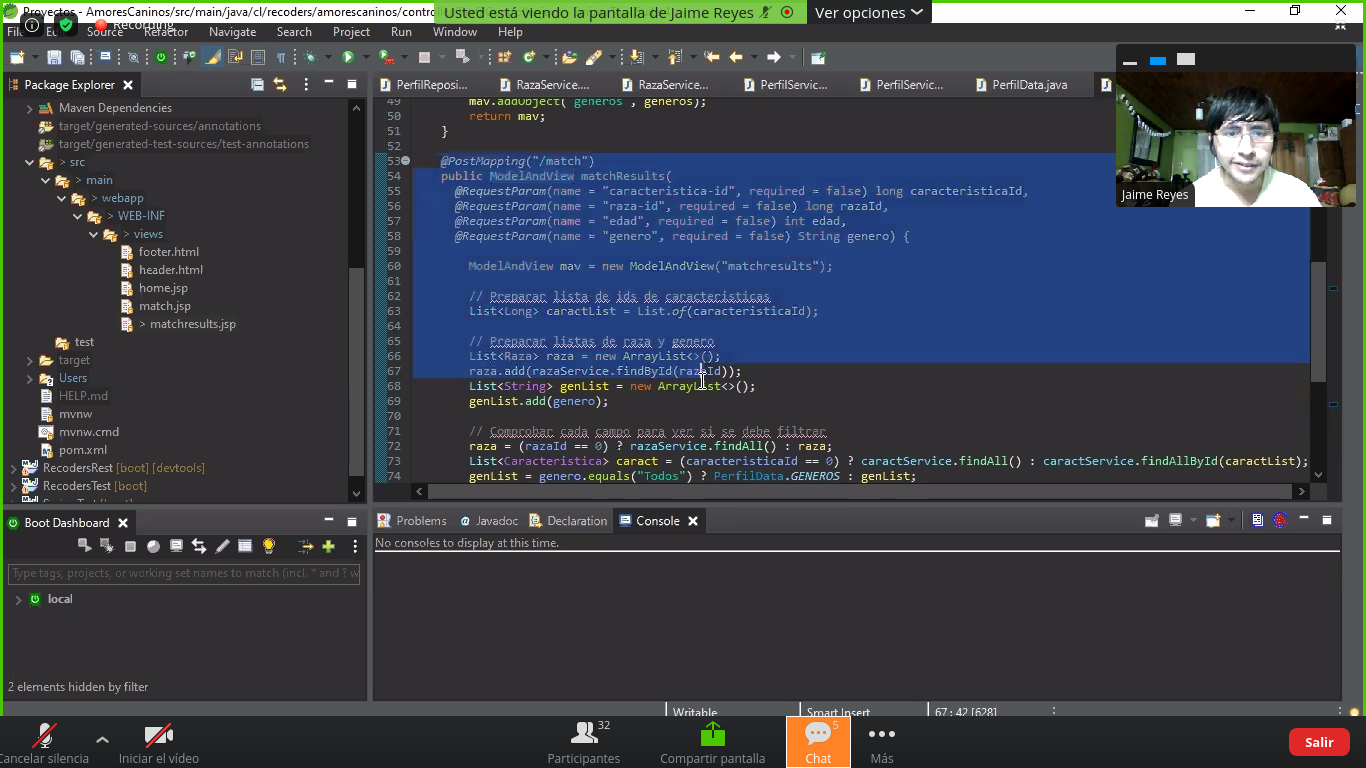 Proyectos - AmoresCaninos/src/main/java/cl/recoders/amorescaninos/contr
Usted está viendo la pantalla de Jaime Reyes
Ver opciones
Recording
Source Refactor Navigate Search Project Run Window Help
Package Explorer
PerfilReposi... RazaService.... RazaService... PerfilServic... PerfilServic... PerfilData.java
Maven Dependencies
target/generated-sources/annotations
target/generated-test-sources/test-annotations
> src
> main
> webapp
> WEB-INF
> views
footer.html
header.html
home.jsp
match.jsp
> matchresults.jsp
test
target
Users
HELP.md
mvnw
mvnw.cmd
pom.xml
RecodersRest [boot] [devtools]
[boot]
49 mav.addObject("generos", generos);
50 return mav;
51 }
52
53 @PostMapping("/match")
54 public ModelAndView matchResults(
55 @RequestParam(name = "caracteristica-id", required = false) long caracteristicaId,
56 @RequestParam(name = "raza-id", required = false) long razaId,
57 @RequestParam(name = "edad", required = false) int edad,
58 @RequestParam(name = "genero", required = false) String genero) {
59
60 ModelAndView mav = new ModelAndView("matchresults");
61
62 // Preparar lista de ids de caracteristicas
63 List<Long> caractList = List.of(caracteristicaId);
64
65 // Preparar listas de raza y genero
66 List<Raza> raza = new ArrayList<>();
67 raza.add(razaService.findById(razaId));
68 List<String> genList = new ArrayList<>();
69 genList.add(genero);
70
71 // Comprobar cada campo para ver si se debe filtrar
72 raza = (razaId == 0) ? razaService.findAll() : raza;
73 List<Caracteristica> caract = (caracteristicaId == 0) ? caractService.findAll() : caractService.findAllById(caractList);
74 genList = genero.equals("Todos") ? PerfilData.GENEROS : genList;
Jaime Reyes
Boot Dashboard
Type tags, projects, or working set names to match (incl. * and ? w
local
2 elements hidden by filter
Problems Javadoc Declaration Console
No consoles to display at this time.
Writable Smart Insert 67 : 42 [628]
Cancelar silencia
Iniciar el vídeo
32
Participantes
Compartir pantalla
5
Chat
Más
Salir